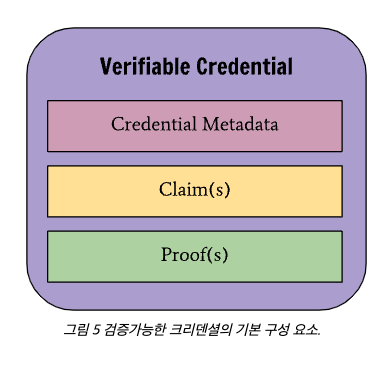 Verifiable Credential
Credential Metadata
Claim(s)
Proof(s)
그림 5 검증가능한 크리덴셜의 기본 구성 요소.